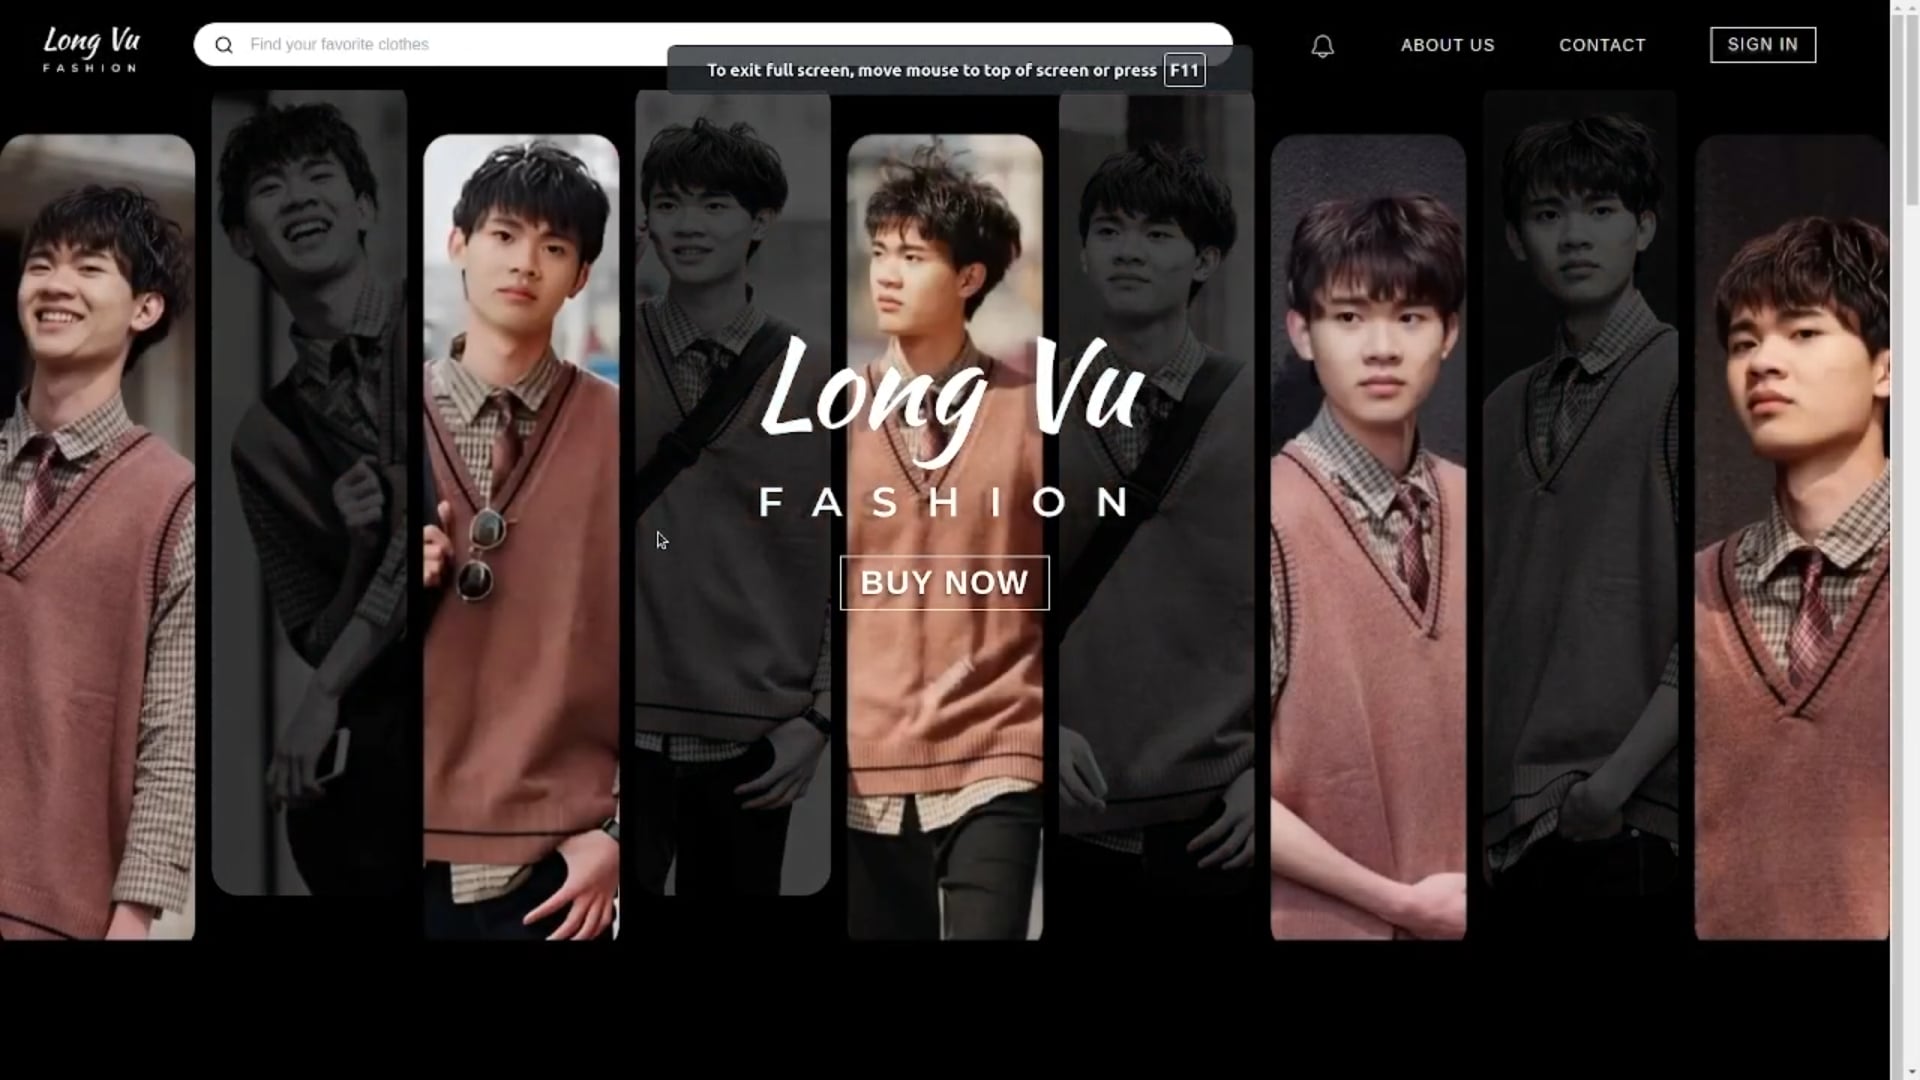 Long Vu
FASHION
Find your favorite clothes
ABOUT US
CONTACT
SIGN IN
To exit full screen, move mouse to top of screen or press F11
Long Vu
FASHION
BUY NOW